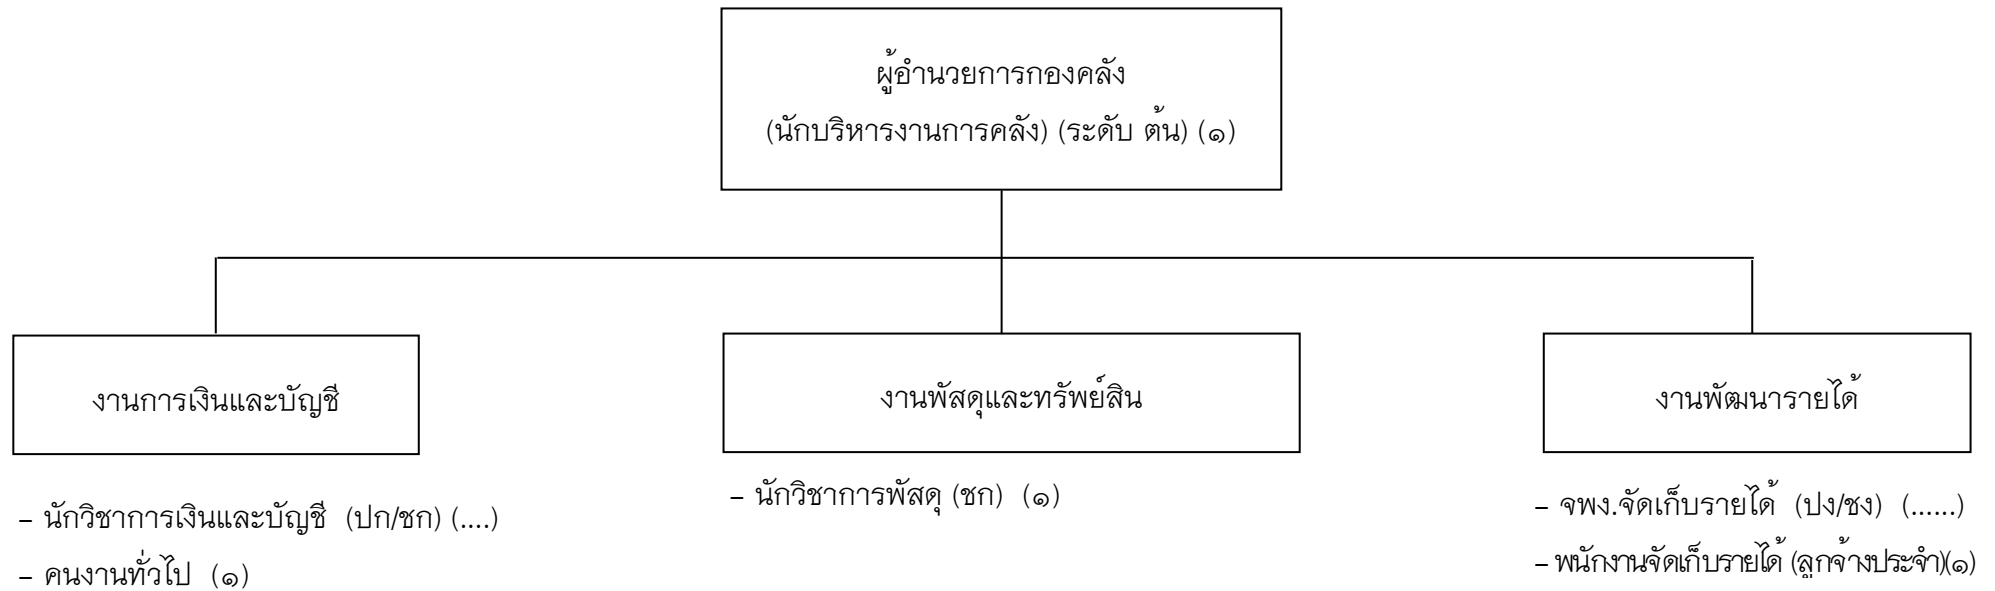 ผู้อำนวยการกองคลัง
(นักบริหารงานการคลัง) (ระดับ ต้น) (๑)
งานการเงินและบัญชี
- นักวิชาการเงินและบัญชี (ปก/ชก) (....)
- คนงานทั่วไป (๑)
งานพัสดุและทรัพย์สิน
- นักวิชาการพัสดุ (ชก) (๑)
งานพัฒนารายได้
- จพง.จัดเก็บรายได้ (ปง/ชง) (......)
- พนักงานจัดเก็บรายได้ (ลูกจ้างประจำ)(๑)